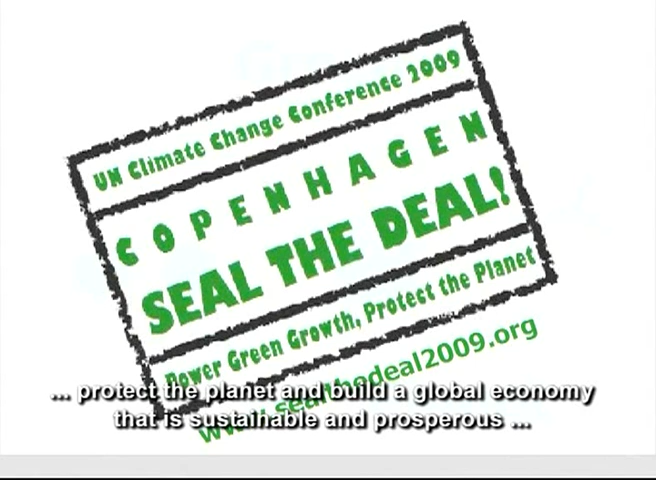 UN Climate Change Conference 2009
COPENHAGEN
SEAL THE DEAL!
Power Green Growth, Protect the Planet
www.sealthedeal2009.org
... protect the planet and build a global economy
that is sustainable and prosperous ...